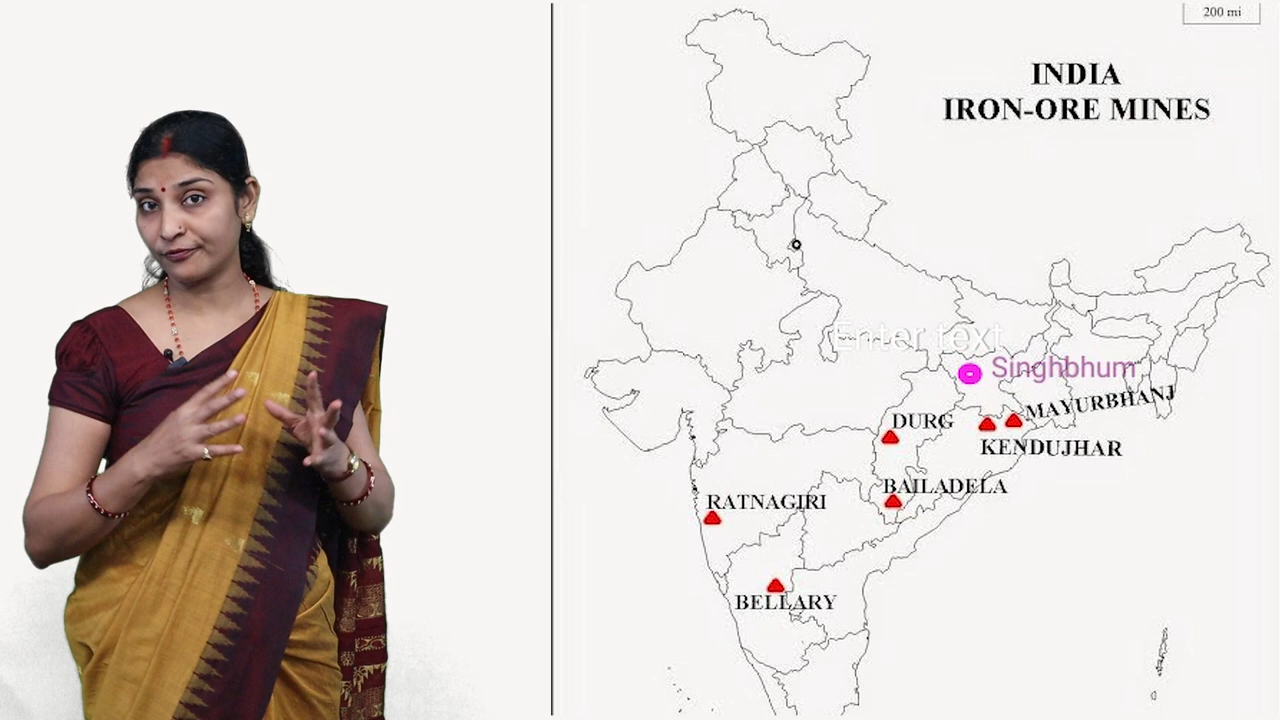 200 mi
INDIA
IRON-ORE MINES
Enter text
Singhbhum
MAYURBHANJ
DURG
KENDUJHAR
BAILADELA
RATNAGIRI
BELLARY